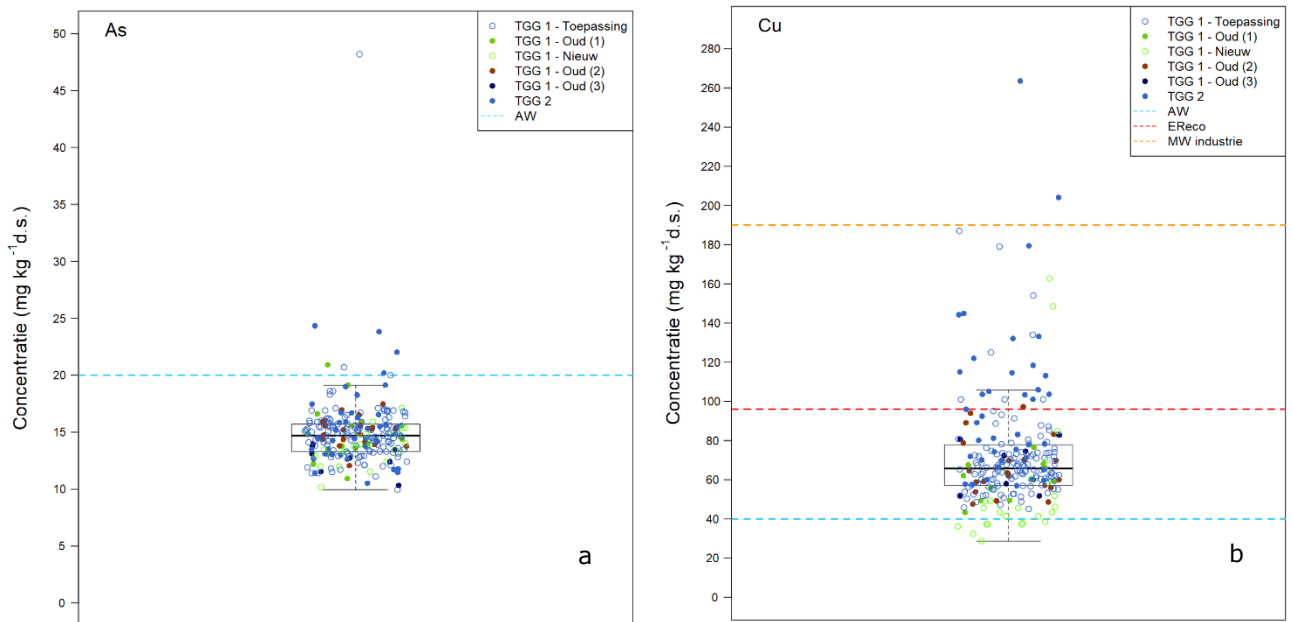 As
TGG 1 - Toepassing
TGG 1 - Oud (1)
TGG 1 - Nieuw
TGG 1 - Oud (2)
TGG 1 - Oud (3)
TGG 2
AW
Concentratie (mg kg⁻¹d.s.)
50
45
40
35
30
25
20
15
10
5
0
a
Cu
TGG 1 - Toepassing
TGG 1 - Oud (1)
TGG 1 - Nieuw
TGG 1 - Oud (2)
TGG 1 - Oud (3)
TGG 2
AW
EReco
MW industrie
Concentratie (mg kg⁻¹d.s.)
280
260
240
220
200
180
160
140
120
100
80
60
40
20
0
b